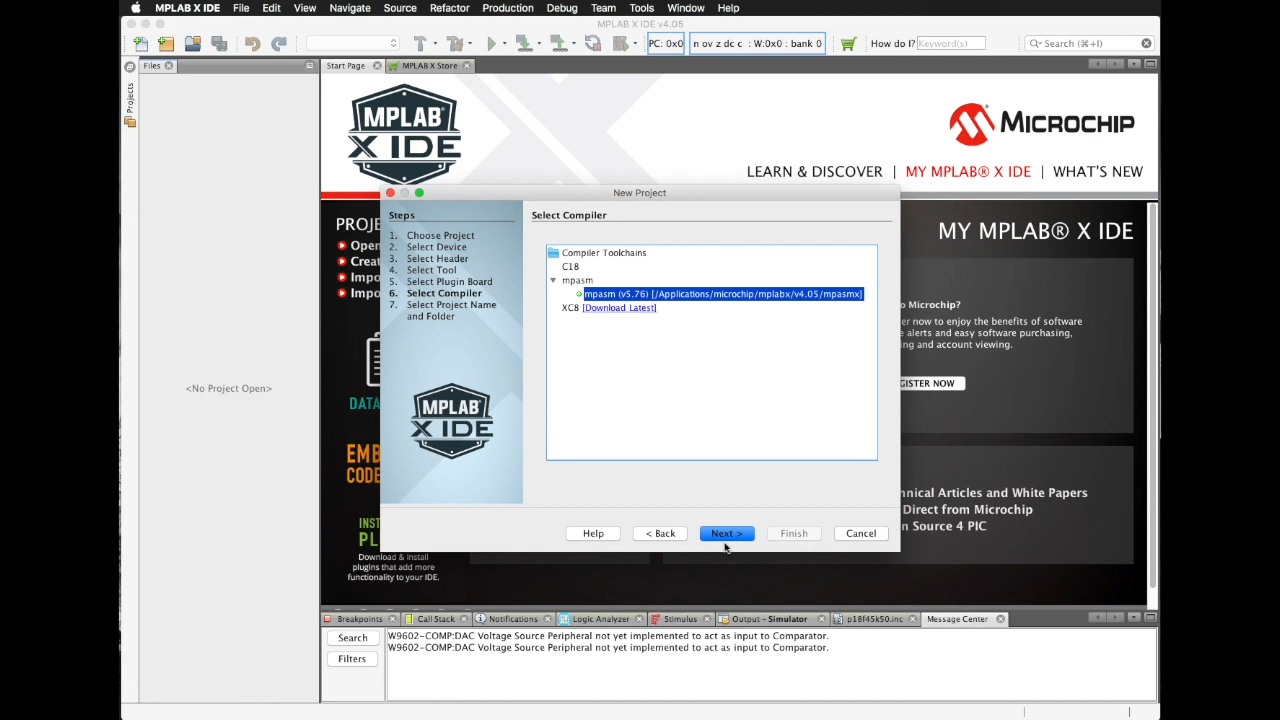 MPLAB X IDE File Edit View Navigate Source Refactor Production Debug Team Tools Window Help
MPLAB X IDE v4.05
PC: 0x0 n ov z dc c : W:0x0 : bank 0 How do I? Keyword(s) Search (⌘+I)
Files
Start Page MPLAB X Store
Projects
MPLAB
X IDE
MICROCHIP
LEARN & DISCOVER | MY MPLAB® X IDE | WHAT'S NEW
New Project
Steps
1. Choose Project
2. Select Device
3. Select Header
4. Select Tool
5. Select Plugin Board
6. Select Compiler
7. Select Project Name
and Folder
MPLAB
X IDE
Select Compiler
Compiler Toolchains
C18
mpasm
mpasm (v5.76) [/Applications/microchip/mplabx/v4.05/mpasmx]
XC8 [Download Latest]
Help < Back Next > Finish Cancel
PROJE
Open
Crea
Impo
Impo
DATA
EMB
CODE
INST
PL
Download & install
plugins that add more
functionality to your IDE.
<No Project Open>
MY MPLAB® X IDE
o Microchip?
er now to enjoy the benefits of software
e alerts and easy software purchasing,
ing and account viewing.
GISTER NOW
hnical Articles and White Papers
Direct from Microchip
n Source 4 PIC
Breakpoints Call Stack Notifications Logic Analyzer Stimulus Output - Simulator p18f45k50.inc Message Center
Search
Filters
W9602-COMP:DAC Voltage Source Peripheral not yet implemented to act as input to Comparator.
W9602-COMP:DAC Voltage Source Peripheral not yet implemented to act as input to Comparator.